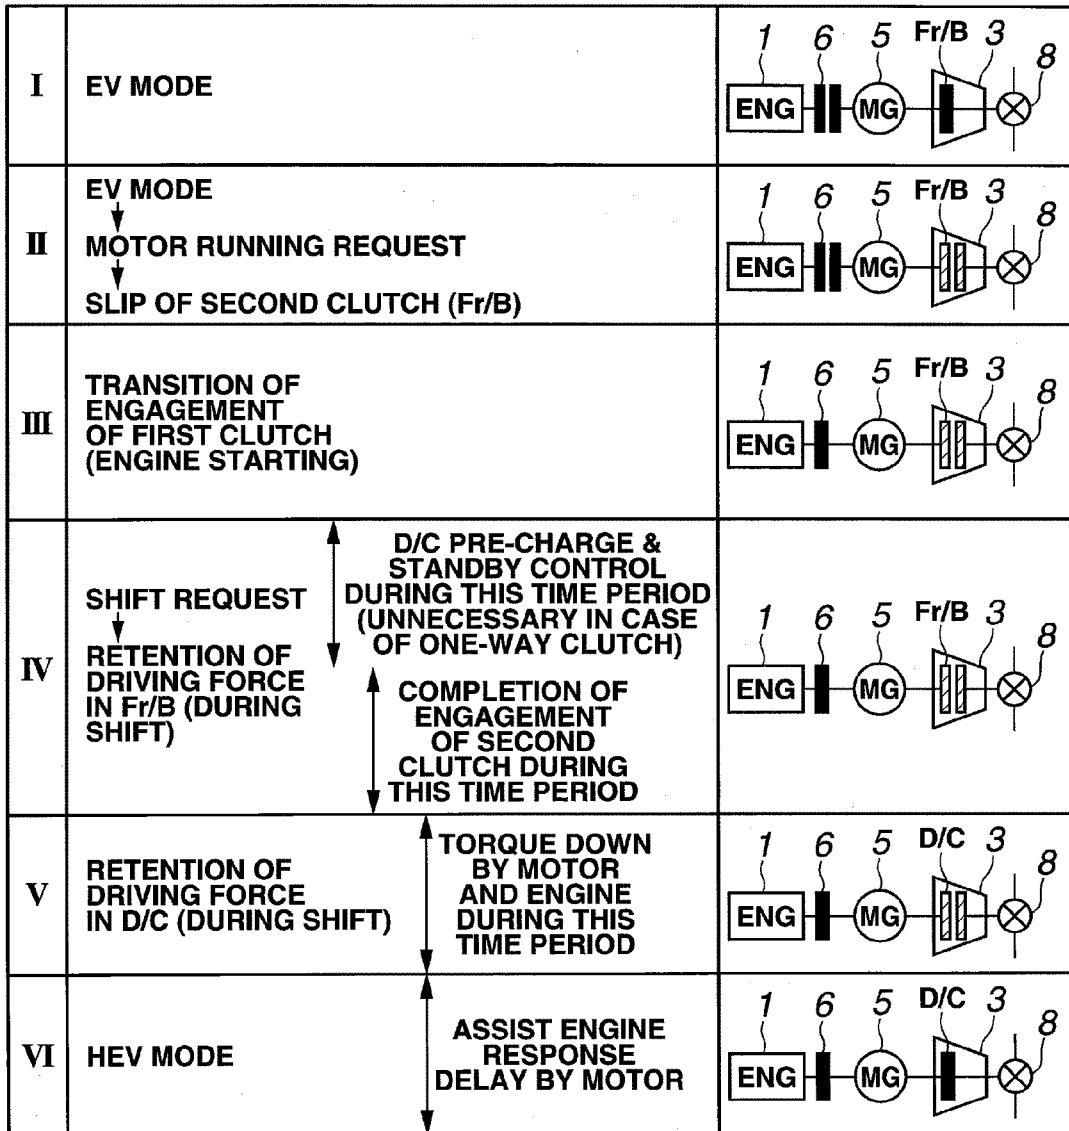 I
EV MODE
1 6 5 Fr/B 3 8
ENG MG
II
EV MODE
MOTOR RUNNING REQUEST
SLIP OF SECOND CLUTCH (Fr/B)
1 6 5 Fr/B 3 8
ENG MG
III
TRANSITION OF
ENGAGEMENT
OF FIRST CLUTCH
(ENGINE STARTING)
1 6 5 Fr/B 3 8
ENG MG
IV
SHIFT REQUEST
RETENTION OF
DRIVING FORCE
IN Fr/B (DURING
SHIFT)
D/C PRE-CHARGE &
STANDBY CONTROL
DURING THIS TIME PERIOD
(UNNECESSARY IN CASE
OF ONE-WAY CLUTCH)
COMPLETION OF
ENGAGEMENT
OF SECOND
CLUTCH DURING
THIS TIME PERIOD
1 6 5 Fr/B 3 8
ENG MG
V
RETENTION OF
DRIVING FORCE
IN D/C (DURING SHIFT)
TORQUE DOWN
BY MOTOR
AND ENGINE
DURING THIS
TIME PERIOD
1 6 5 D/C 3 8
ENG MG
VI
HEV MODE
ASSIST ENGINE
RESPONSE
DELAY BY MOTOR
1 6 5 D/C 3 8
ENG MG